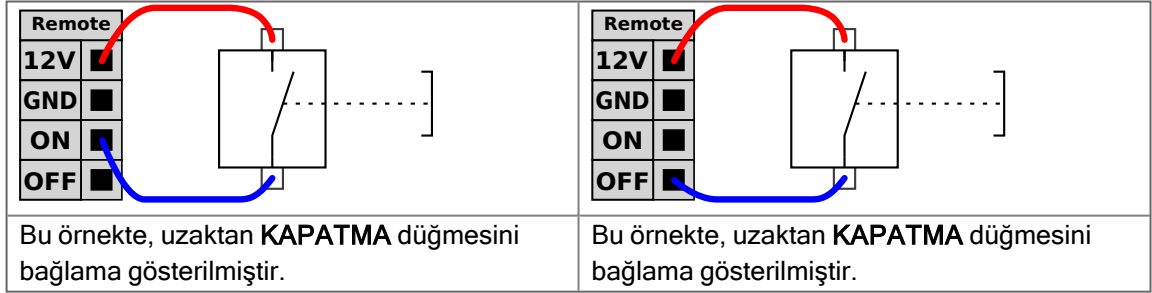 Remote
12V
GND
ON
OFF
Bu örnekte, uzaktan KAPATMA düğmesini
bağlama gösterilmiştir.
Remote
12V
GND
ON
OFF
Bu örnekte, uzaktan KAPATMA düğmesini
bağlama gösterilmiştir.